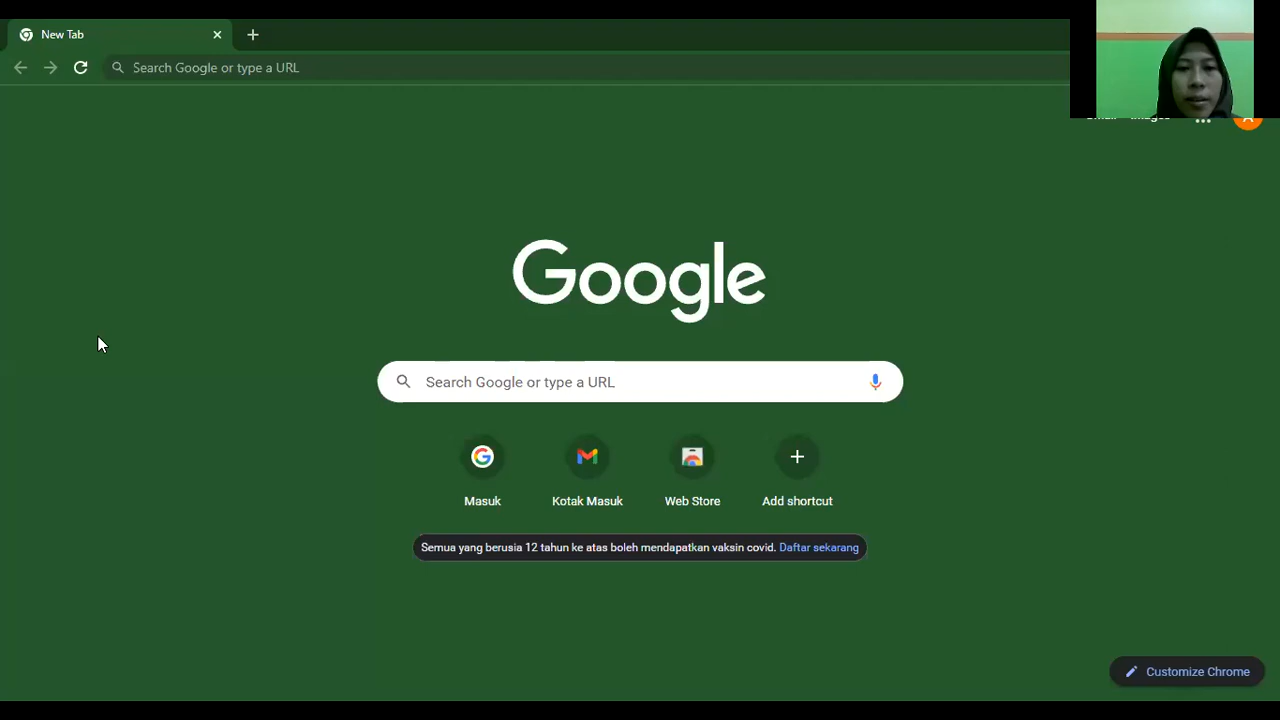 New Tab
Search Google or type a URL
Google
Search Google or type a URL
Masuk
Kotak Masuk
Web Store
Add shortcut
Semua yang berusia 12 tahun ke atas boleh mendapatkan vaksin covid. Daftar sekarang
Customize Chrome